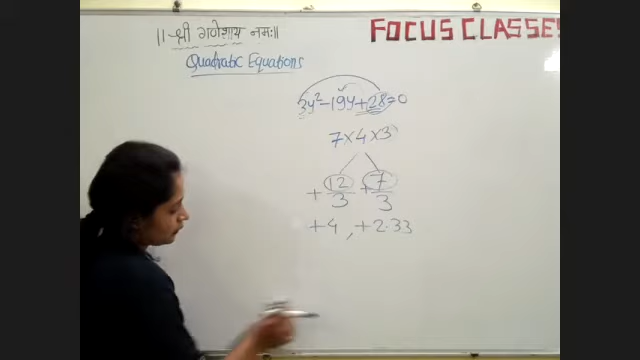 ||श्री गणेशाय नमः||
FOCUS CLASSES
Quadratic Equations
3y²-19y+28=0
7×4×3
+12/3 +7/3
+4, +2.33